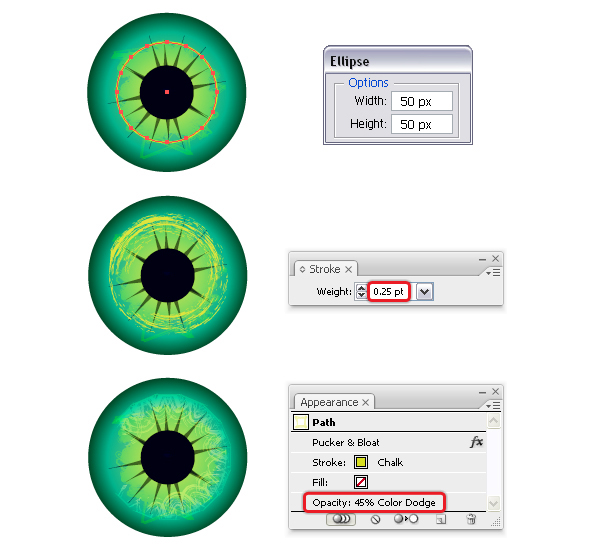 Ellipse
Options
Width: 50 px
Height: 50 px
Stroke
Weight: 0.25 pt
Appearance
Path
Pucker & Bloat fx
Stroke: Chalk
Fill:
Opacity: 45% Color Dodge